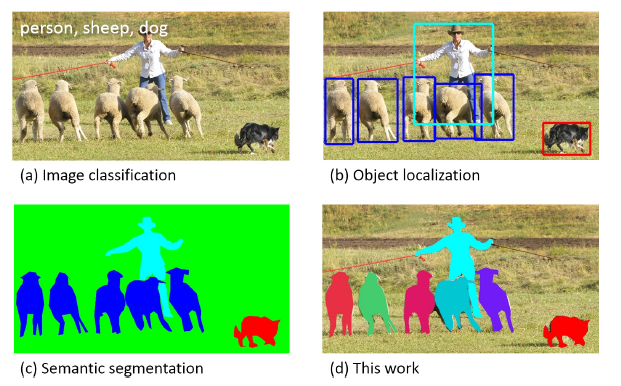 person, sheep, dog
(a) Image classification
(b) Object localization
(c) Semantic segmentation
(d) This work